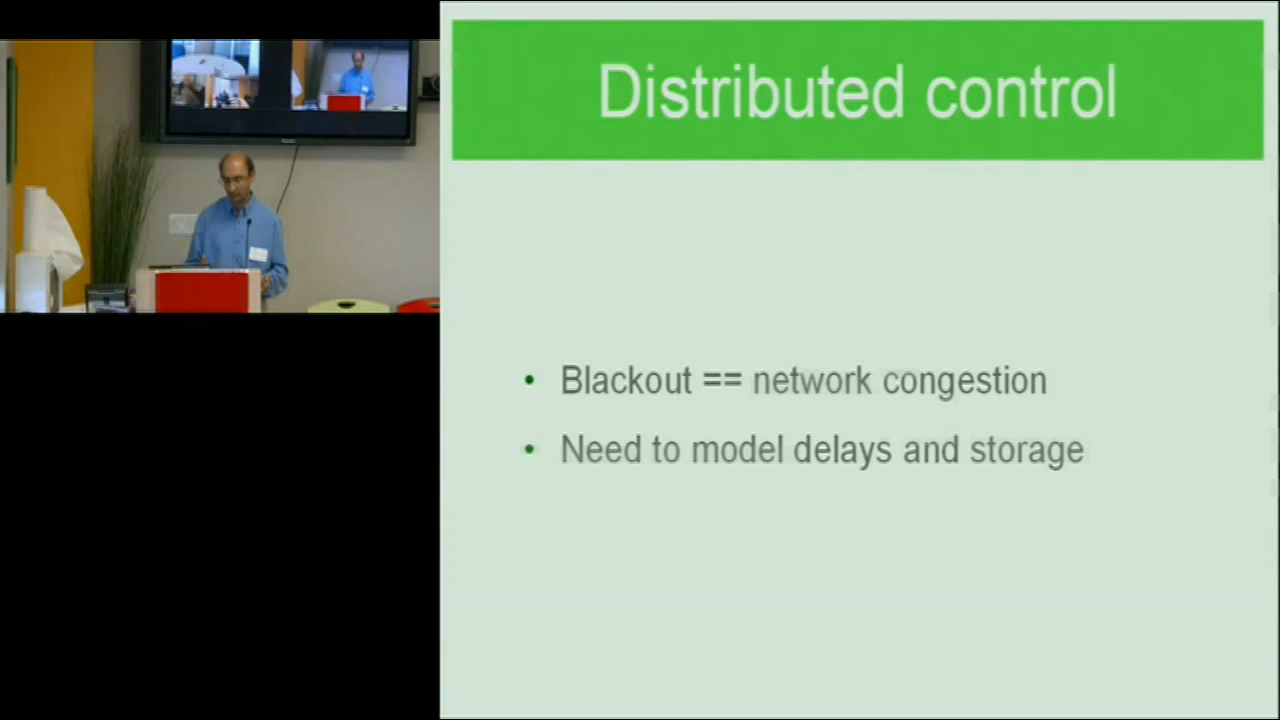 Distributed control
• Blackout == network congestion
• Need to model delays and storage